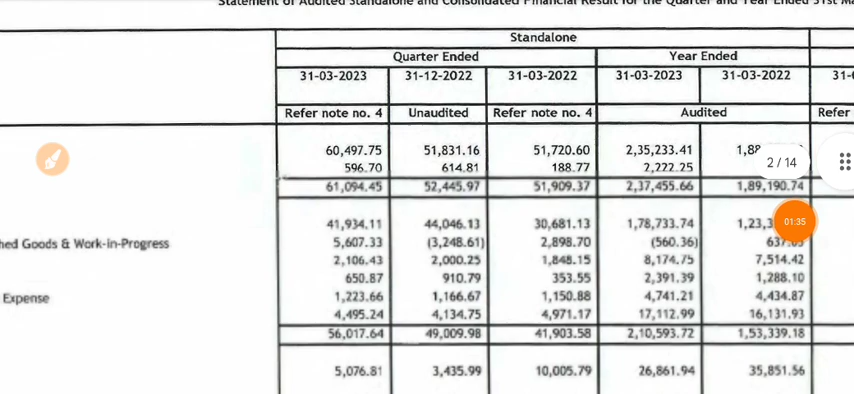 Statement of Audited Standalone and Consolidated Financial Result for the Quarter and Year Ended 31st
Standalone
Quarter Ended Year Ended
31-03-2023 31-12-2022 31-03-2022 31-03-2023 31-03-2022 31-
Refer note no. 4 Unaudited Refer note no. 4 Audited Refer
60,497.75 51,831.16 51,720.60 2,35,233.41
596.70 614.81 188.77 2,222.25
2 / 14
61,094.45 52,445.97 51,909.37 2,37,455.66 1,89,190.74
01:35
41,934.11 44,046.13 30,681.13 1,78,733.74 1,23,3
hed Goods & Work-in-Progress 5,607.33 (3,248.61) 2,898.70 (560.36)
2,106.43 2,000.25 1,848.15 8,174.75 7,514.42
650.87 910.79 353.55 2,391.39 1,288.10
Expense 1,223.66 1,166.67 1,150.88 4,741.21 4,434.87
4,495.24 4,134.75 4,971.17 17,112.99 16,131.93
56,017.64 49,009.98 41,903.58 2,10,593.72 1,53,339.18
5,076.81 3,435.99 10,005.79 26,861.94 35,851.56